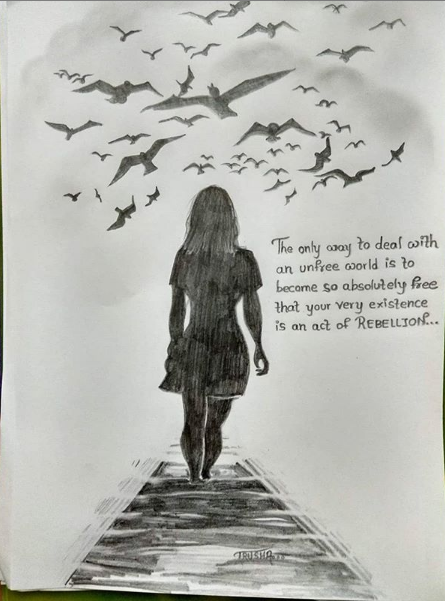 The only way to deal with
an unfree world is to
become so absolutely free
that your very existence
is an act of REBELLION...
TRUSHA